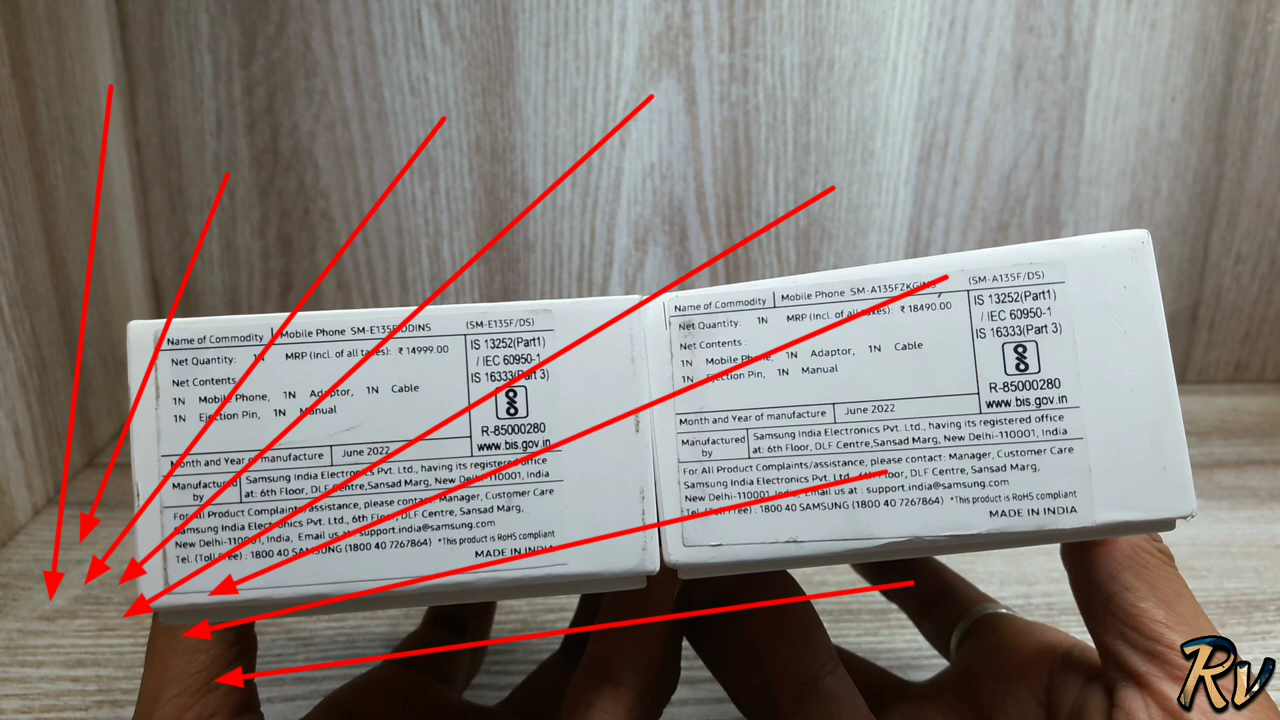 Name of Commodity Mobile Phone SM-E135F DINS (SM-E135F/DS)
Net Quantity: 1N MRP (Incl. of all taxes): ₹ 14999.00
Net Contents
1N Mobile Phone, 1N Adaptor, 1N Cable
1N Ejection Pin, 1N Manual
IS 13252(Part1)
/ IEC 60950-1
IS 16333(Part 3)
R-85000280
www.bis.gov.in
Month and Year of manufacture June 2022
Manufactured by Samsung India Electronics Pvt. Ltd., having its registered office
at: 6th Floor, DLF Centre,Sansad Marg, New Delhi-110001, India
For All Product Complaints/assistance, please contact: Manager, Customer Care
Samsung India Electronics Pvt. Ltd., 6th Floor, DLF Centre, Sansad Marg,
New Delhi-110001, India, Email us at : support.india@samsung.com
Tel. (Toll Free) : 1800 40 SAMSUNG (1800 40 7267864) *This product is RoHS compliant
MADE IN INDIA
Name of Commodity Mobile Phone SM-A135FZKGINS (SM-A135F/DS)
Net Quantity: 1N MRP (Incl. of all taxes): ₹ 18490.00
Net Contents :
1N Mobile Phone, 1N Adaptor, 1N Cable
1N Ejection Pin, 1N Manual
IS 13252(Part1)
/ IEC 60950-1
IS 16333(Part 3)
R-85000280
www.bis.gov.in
Month and Year of manufacture June 2022
Manufactured by Samsung India Electronics Pvt. Ltd., having its registered office
at: 6th Floor, DLF Centre,Sansad Marg, New Delhi-110001, India
For All Product Complaints/assistance, please contact: Manager, Customer Care
Samsung India Electronics Pvt. Ltd., 6th Floor, DLF Centre, Sansad Marg,
New Delhi-110001, India, Email us at : support.india@samsung.com
Tel. (Toll Free) : 1800 40 SAMSUNG (1800 40 7267864) *This product is RoHS compliant
MADE IN INDIA
Rv